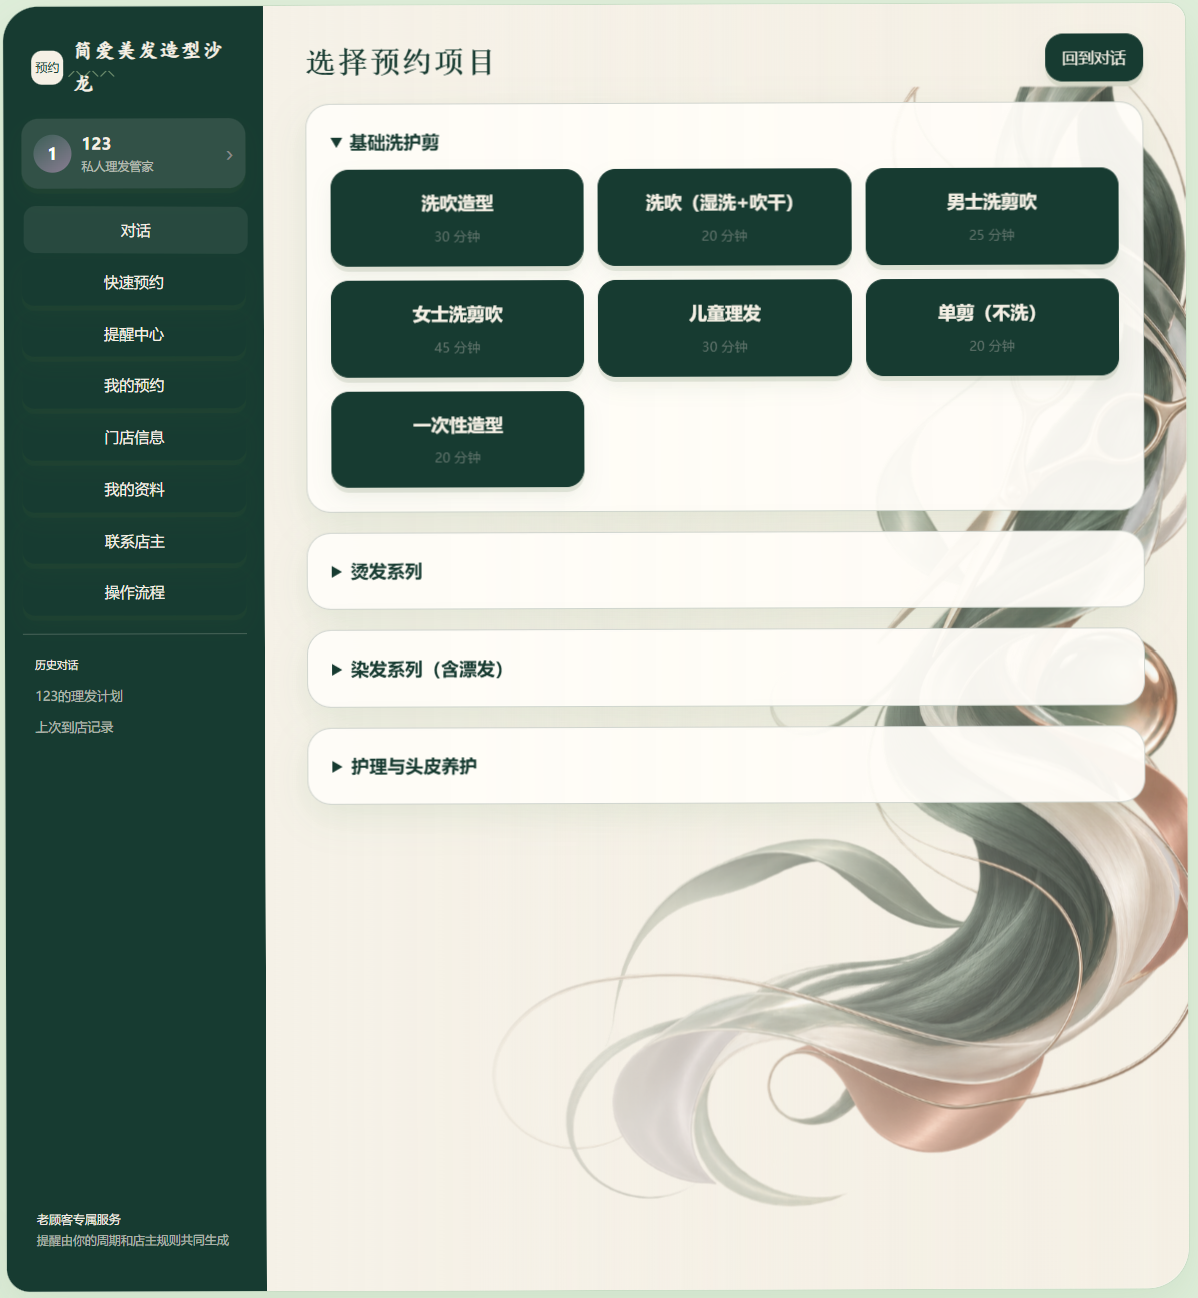 预约
简爱美发造型沙
龙
1
123
私人理发管家
对话
快速预约
提醒中心
我的预约
门店信息
我的资料
联系店主
操作流程
历史对话
123的理发计划
上次到店记录
老顾客专属服务
提醒由你的周期和店主规则共同生成
选择预约项目
回到对话
基础洗护剪
洗吹造型
30 分钟
洗吹（湿洗+吹干）
20 分钟
男士洗剪吹
25 分钟
女士洗剪吹
45 分钟
儿童理发
30 分钟
单剪（不洗）
20 分钟
一次性造型
20 分钟
烫发系列
染发系列（含漂发）
护理与头皮养护